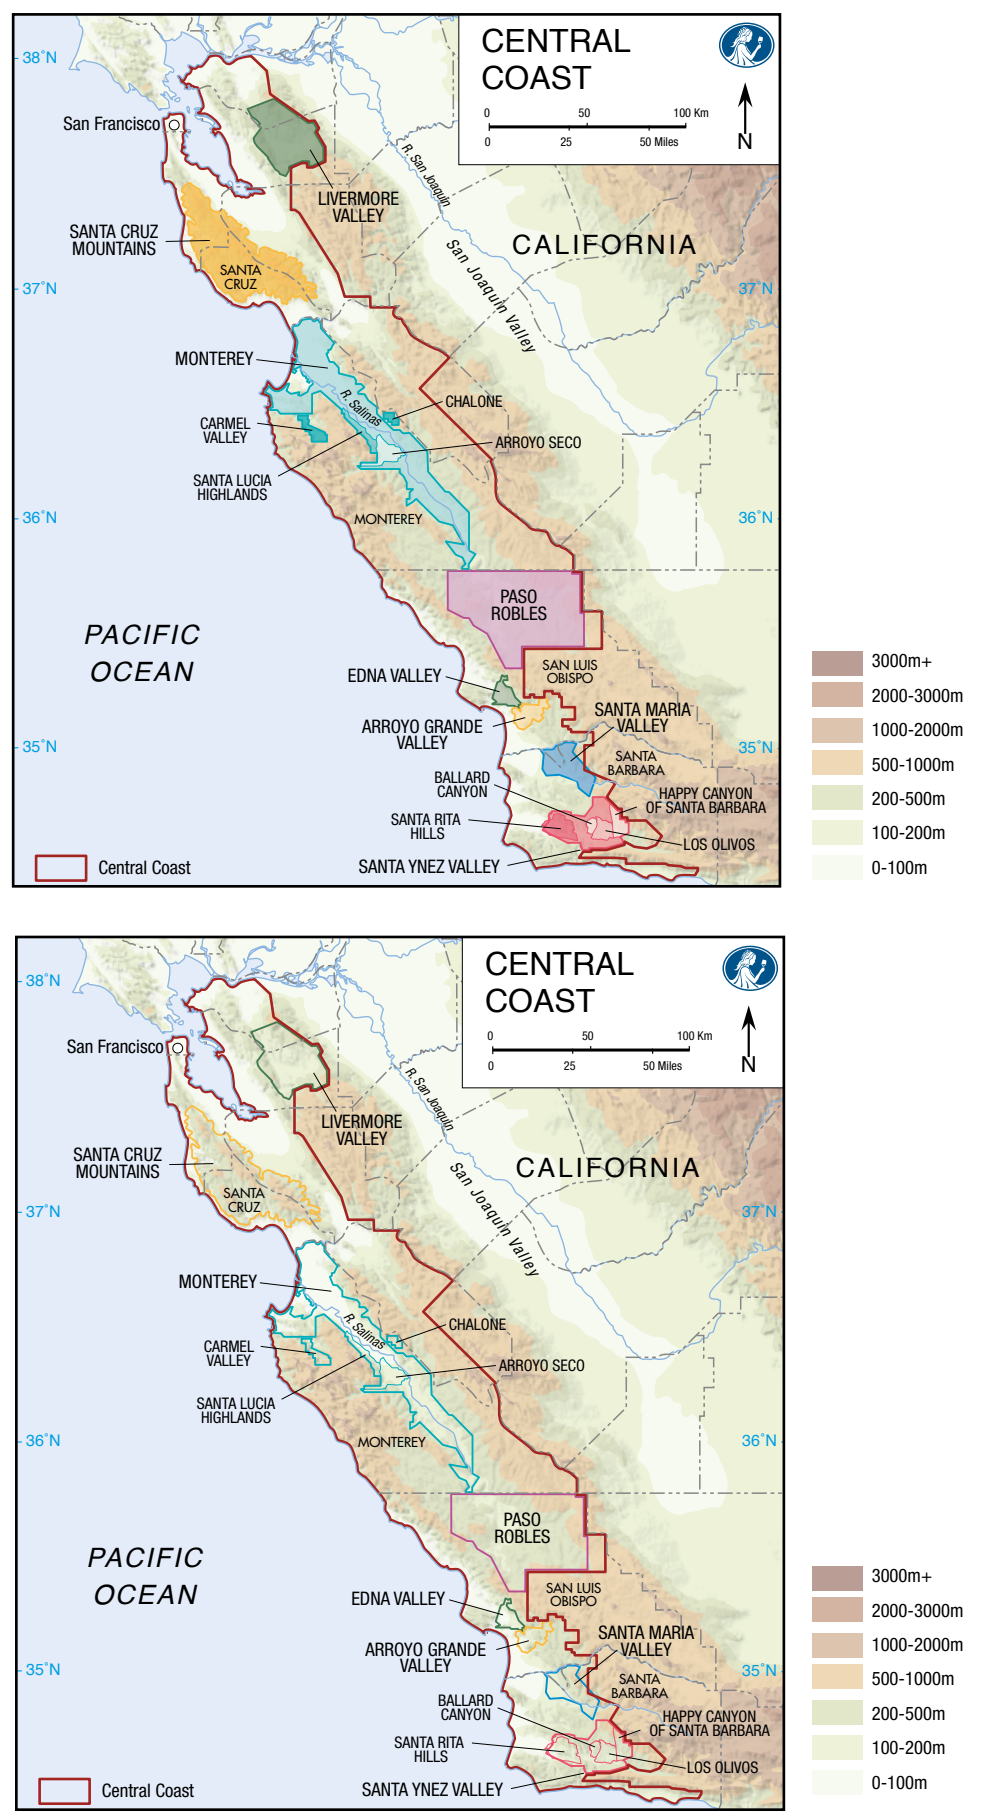 CENTRAL
COAST
0 50 100 Km
0 25 50 Miles
N
38°N
San Francisco
R. San Joaquin
LIVERMORE
VALLEY
SANTA CRUZ
MOUNTAINS
CALIFORNIA
San Joaquin Valley
SANTA
CRUZ
37°N
37°N
MONTEREY
R. Salinas
CHALONE
CARMEL
VALLEY
ARROYO SECO
SANTA LUCIA
HIGHLANDS
MONTEREY
36°N
36°N
PASO
ROBLES
PACIFIC
OCEAN
EDNA VALLEY
SAN LUIS
OBISPO
SANTA MARIA
VALLEY
ARROYO GRANDE
VALLEY
35°N
35°N
SANTA
BARBARA
BALLARD
CANYON
HAPPY CANYON
OF SANTA BARBARA
SANTA RITA
HILLS
LOS OLIVOS
SANTA YNEZ VALLEY
Central Coast
3000m+
2000-3000m
1000-2000m
500-1000m
200-500m
100-200m
0-100m
CENTRAL
COAST
0 50 100 Km
0 25 50 Miles
N
38°N
San Francisco
R. San Joaquin
LIVERMORE
VALLEY
SANTA CRUZ
MOUNTAINS
CALIFORNIA
San Joaquin Valley
SANTA
CRUZ
37°N
37°N
MONTEREY
R. Salinas
CHALONE
CARMEL
VALLEY
ARROYO SECO
SANTA LUCIA
HIGHLANDS
MONTEREY
36°N
36°N
PASO
ROBLES
PACIFIC
OCEAN
EDNA VALLEY
SAN LUIS
OBISPO
SANTA MARIA
VALLEY
ARROYO GRANDE
VALLEY
35°N
35°N
SANTA
BARBARA
BALLARD
CANYON
HAPPY CANYON
OF SANTA BARBARA
SANTA RITA
HILLS
LOS OLIVOS
SANTA YNEZ VALLEY
Central Coast
3000m+
2000-3000m
1000-2000m
500-1000m
200-500m
100-200m
0-100m